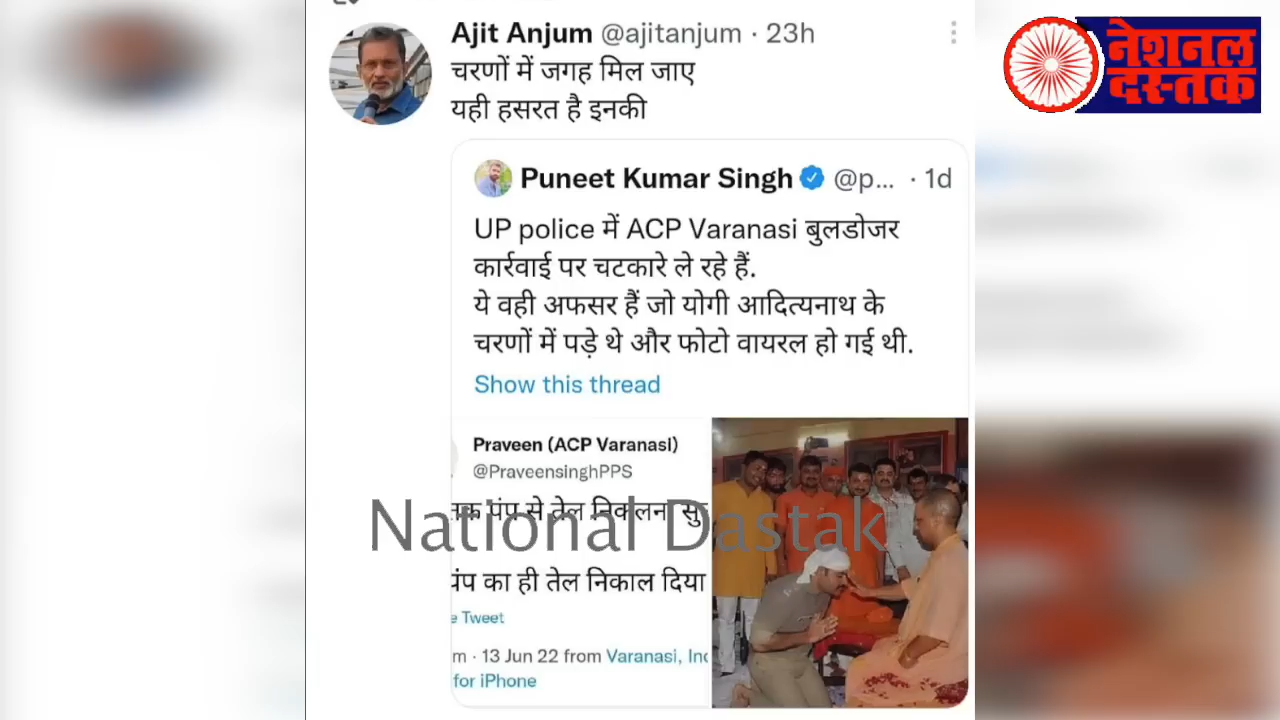 Ajit Anjum @ajitanjum · 23h
चरणों में जगह मिल जाए
यही हसरत है इनकी
नेशनल
दस्तक
Puneet Kumar Singh @p... · 1d
UP police में ACP Varanasi बुलडोजर
कार्रवाई पर चटकारे ले रहे हैं.
ये वही अफसर हैं जो योगी आदित्यनाथ के
चरणों में पड़े थे और फोटो वायरल हो गई थी.
Show this thread
Praveen (ACP Varanasi)
@PraveensinghPPS
पंप से तेल निकलना
National Dastak
का ही तेल निकाल दिया
Tweet
m · 13 Jun 22 from Varanasi,
for iPhone